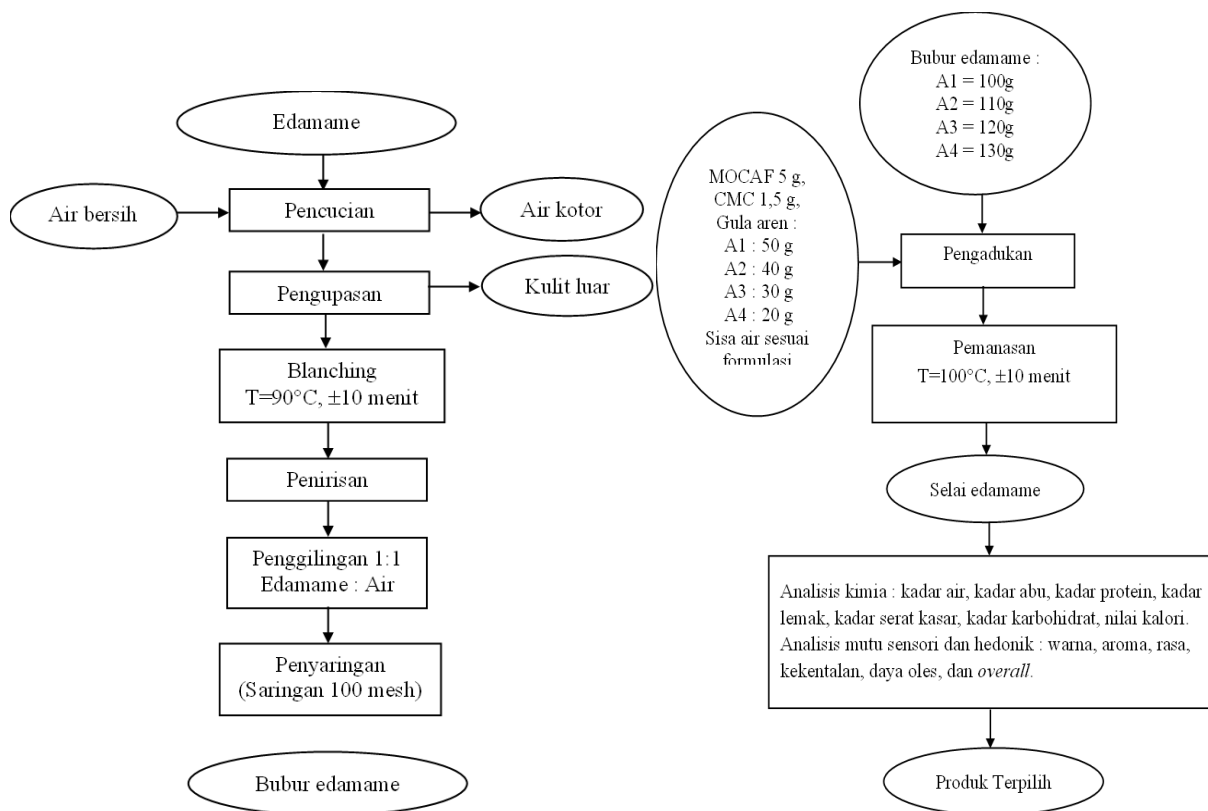 Edamame
Air bersih
Pencucian
Air kotor
Pengupasan
Kulit luar
Blanching
T=90°C, ±10 menit
Penirisan
Penggilingan 1:1
Edamame : Air
Penyaringan
(Saringan 100 mesh)
Bubur edamame
Bubur edamame :
A1 = 100g
A2 = 110g
A3 = 120g
A4 = 130g
MOCAF 5 g,
CMC 1,5 g,
Gula aren :
A1 : 50 g
A2 : 40 g
A3 : 30 g
A4 : 20 g
Sisa air sesuai
formulasi
Pengadukan
Pemanasan
T=100°C, ±10 menit
Selai edamame
Analisis kimia : kadar air, kadar abu, kadar protein, kadar
lemak, kadar serat kasar, kadar karbohidrat, nilai kalori.
Analisis mutu sensori dan hedonik : warna, aroma, rasa,
kekentalan, daya oles, dan overall.
Produk Terpilih